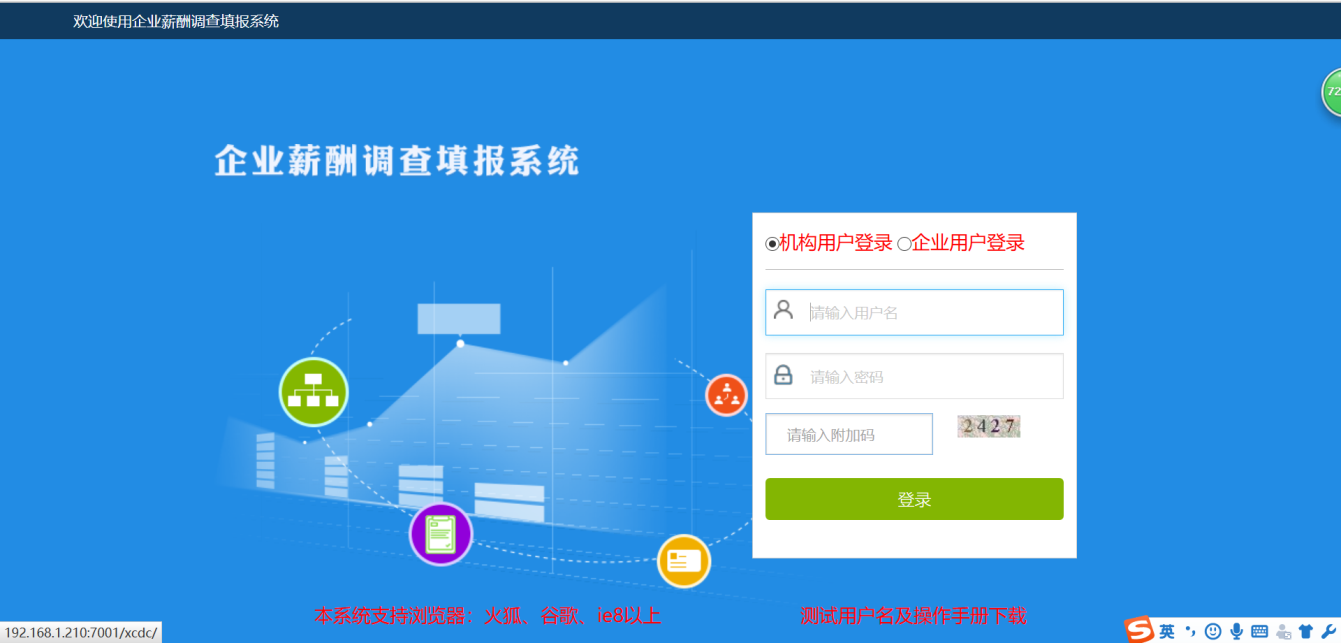 欢迎使用企业薪酬调查填报系统
72
企业薪酬调查填报系统
机构用户登录 企业用户登录
请输入用户名
请输入密码
请输入附加码 2427
登录
本系统支持浏览器：火狐、谷歌、ie8以上 测试用户名及操作手册下载
192.168.1.210:7001/xcdc/
S 英